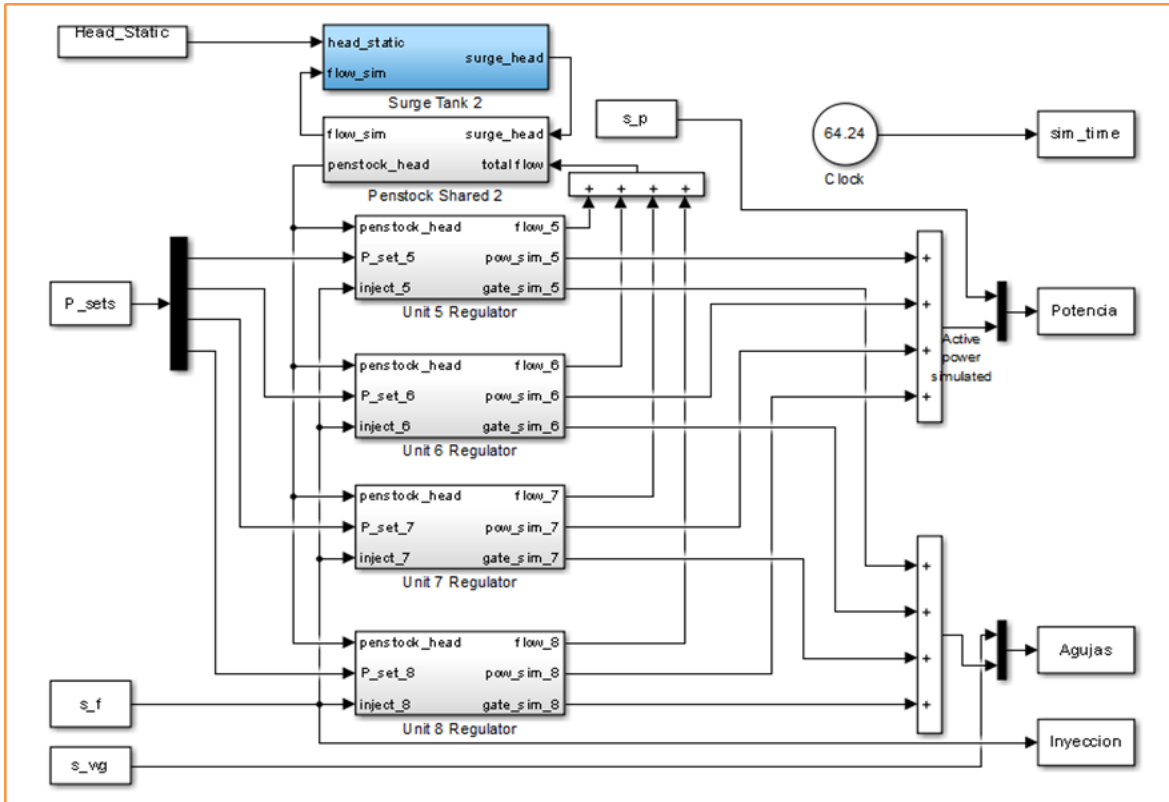 Head_Static
head_static
surge_head
flow_sim
Surge Tank 2
s_p
64.24
Clock
sim_time
flow_sim
surge_head
penstock_head
total flow
Penstock Shared 2
+ + + +
penstock_head
flow_5
P_set_5
pow_sim_5
inject_5
gate_sim_5
Unit 5 Regulator
P_sets
+
+
+
+
Active
power
simulated
Potencia
penstock_head
flow_6
P_set_6
pow_sim_6
inject_6
gate_sim_6
Unit 6 Regulator
penstock_head
flow_7
P_set_7
pow_sim_7
inject_7
gate_sim_7
Unit 7 Regulator
+
+
+
+
Agujas
penstock_head
flow_8
P_set_8
pow_sim_8
inject_8
gate_sim_8
Unit 8 Regulator
s_f
Inyeccion
s_wg